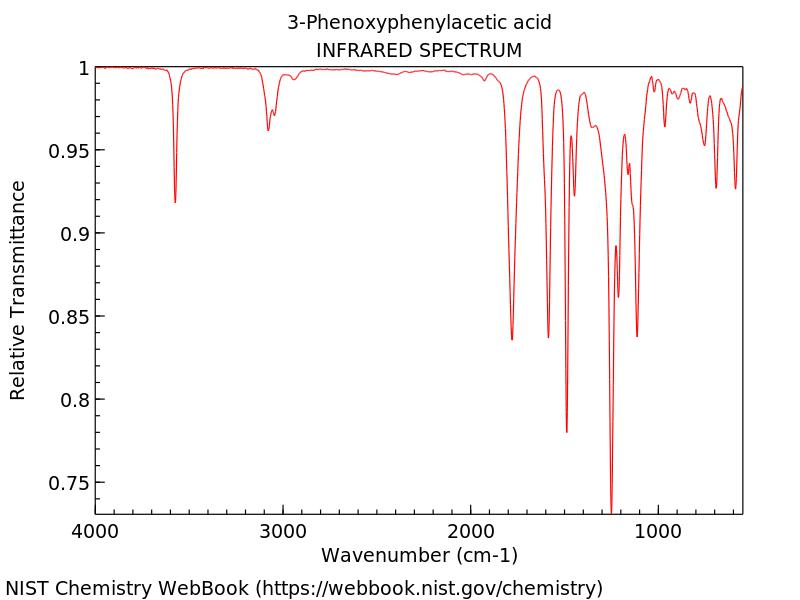 3-Phenoxyphenylacetic acid
INFRARED SPECTRUM
1
0.95
0.9
0.85
0.8
0.75
Relative Transmittance
4000 3000 2000 1000
Wavenumber (cm-1)
NIST Chemistry WebBook (https://webbook.nist.gov/chemistry)